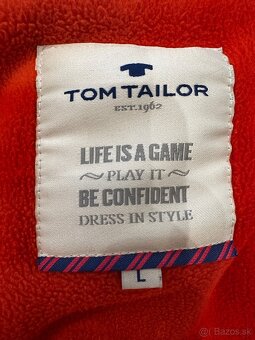 TOM TAILOR
EST.1962
LIFE IS A GAME
~ PLAY IT ~
BE CONFIDENT
DRESS IN STYLE
L
Bazos.sk